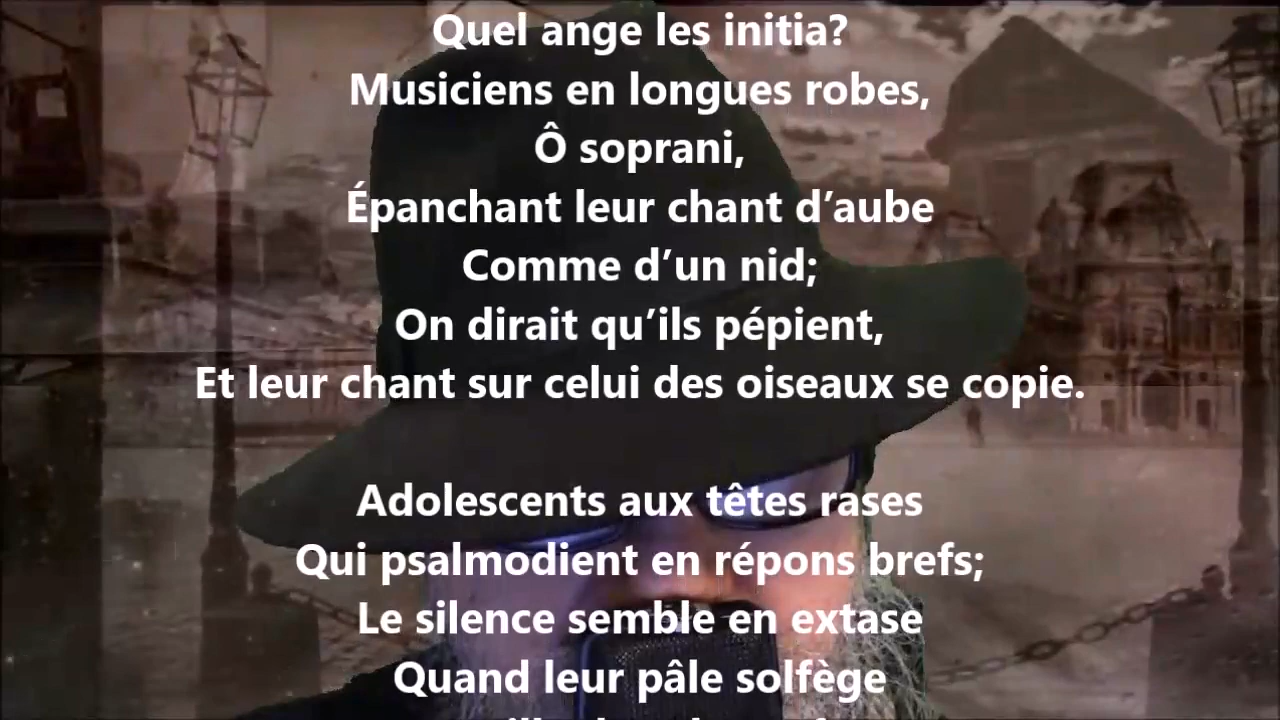 Quel ange les initia?
Musiciens en longues robes,
Ô soprani,
Épanchant leur chant d’aube
Comme d’un nid;
On dirait qu’ils pépient,
Et leur chant sur celui des oiseaux se copie.
Adolescents aux têtes rases
Qui psalmodient en répons brefs;
Le silence semble en extase
Quand leur pâle solfège